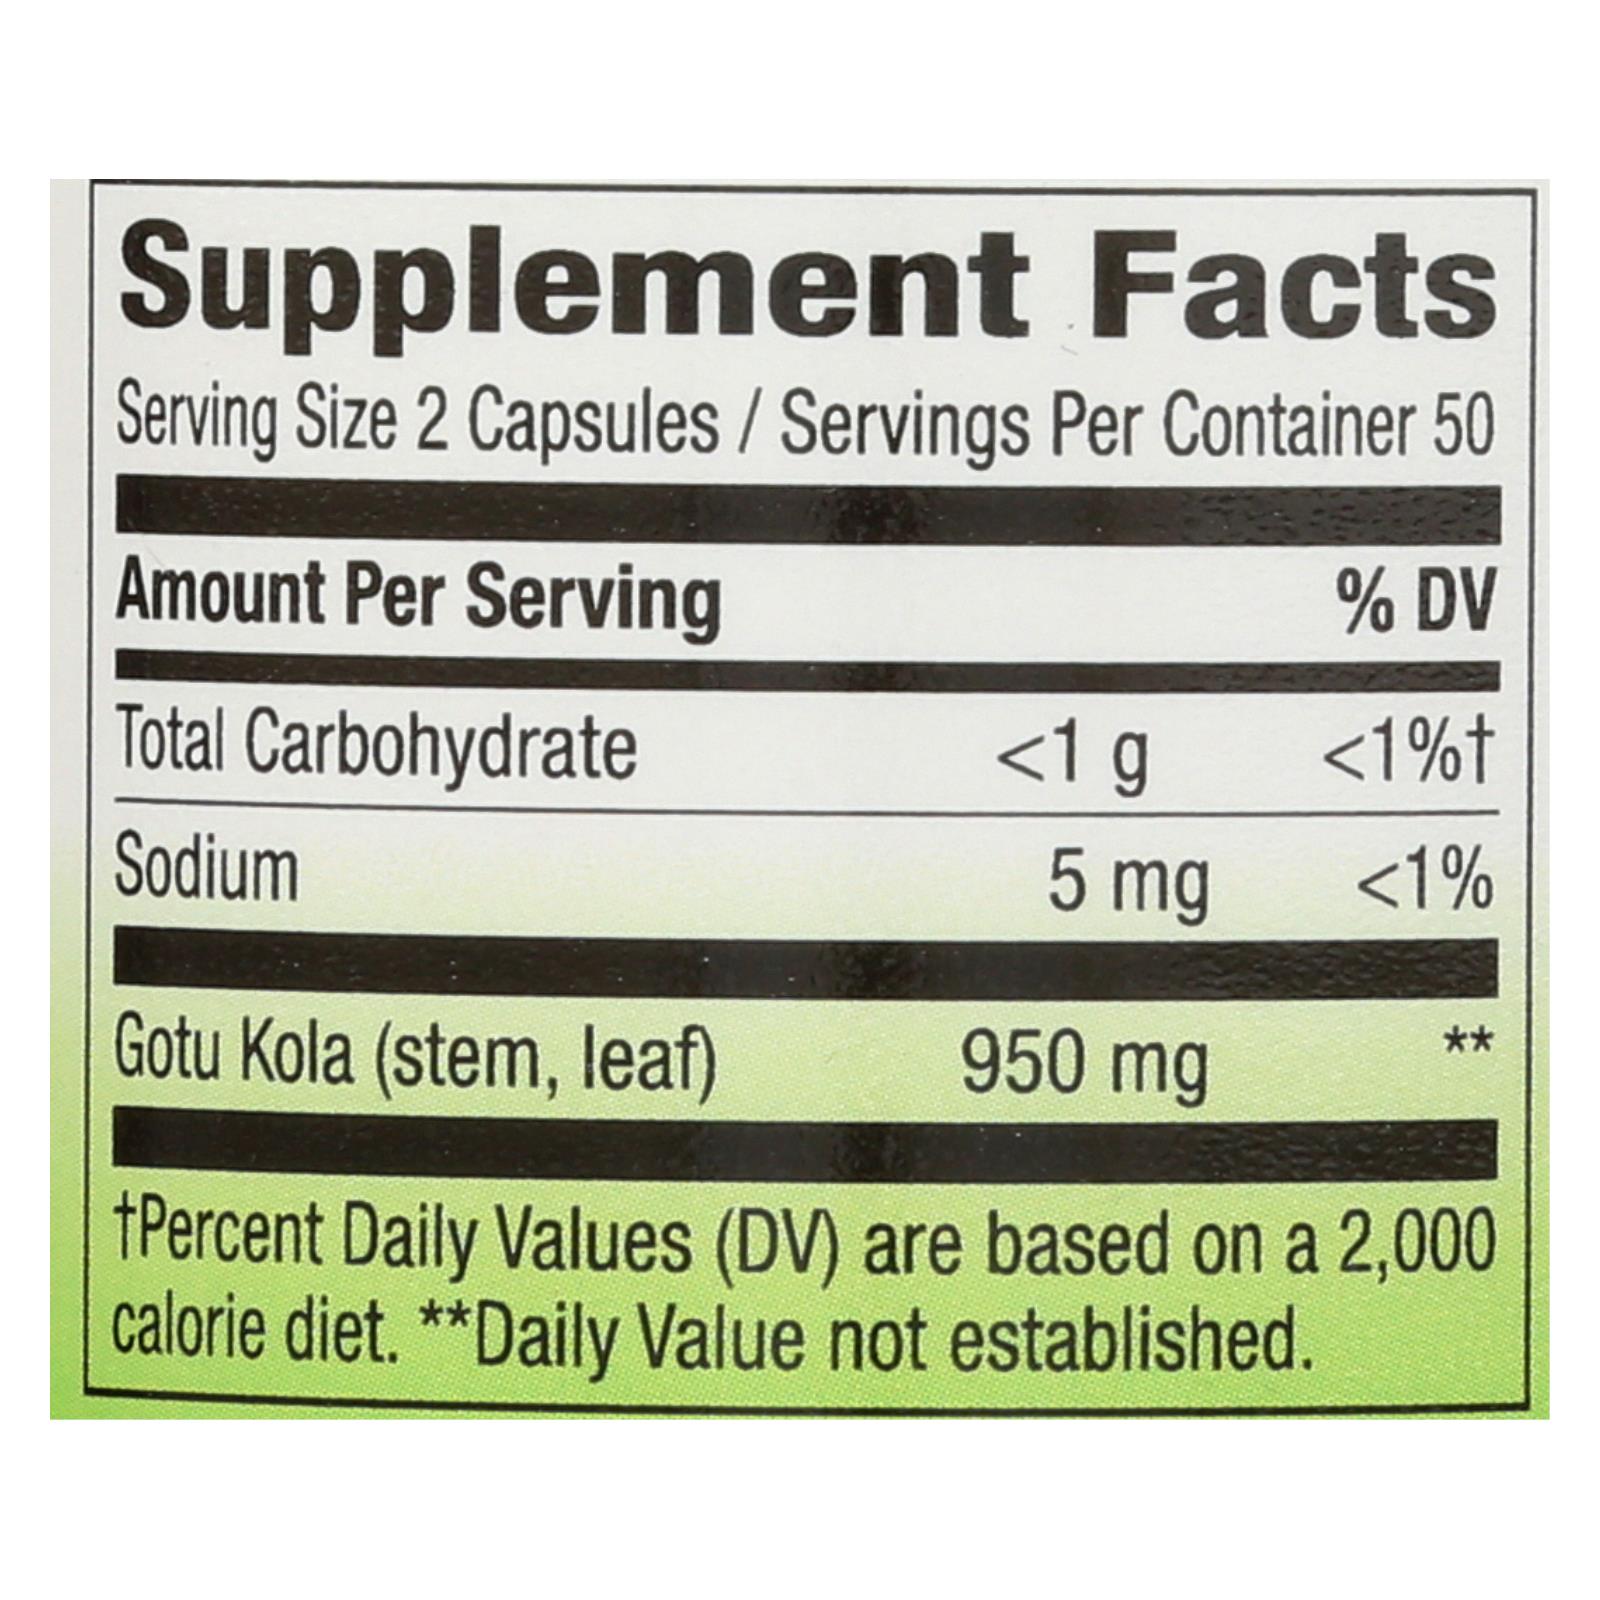 Supplement Facts
Serving Size 2 Capsules / Servings Per Container 50
Amount Per Serving % DV
Total Carbohydrate <1 g <1%†
Sodium 5 mg <1%
Gotu Kola (stem, leaf) 950 mg **
†Percent Daily Values (DV) are based on a 2,000
calorie diet. **Daily Value not established.